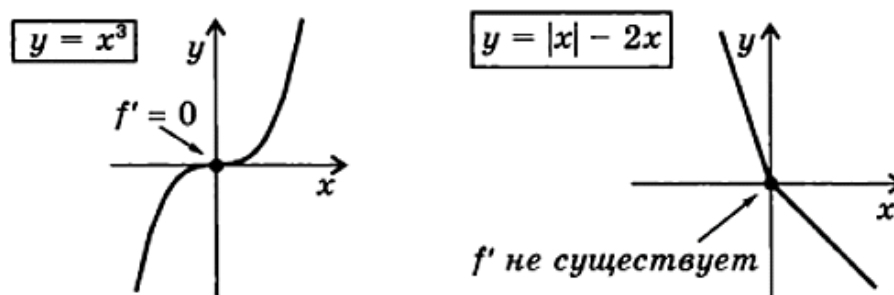 y = x³
y
f' = 0
x
y = |x| − 2x
y
x
f' не существует